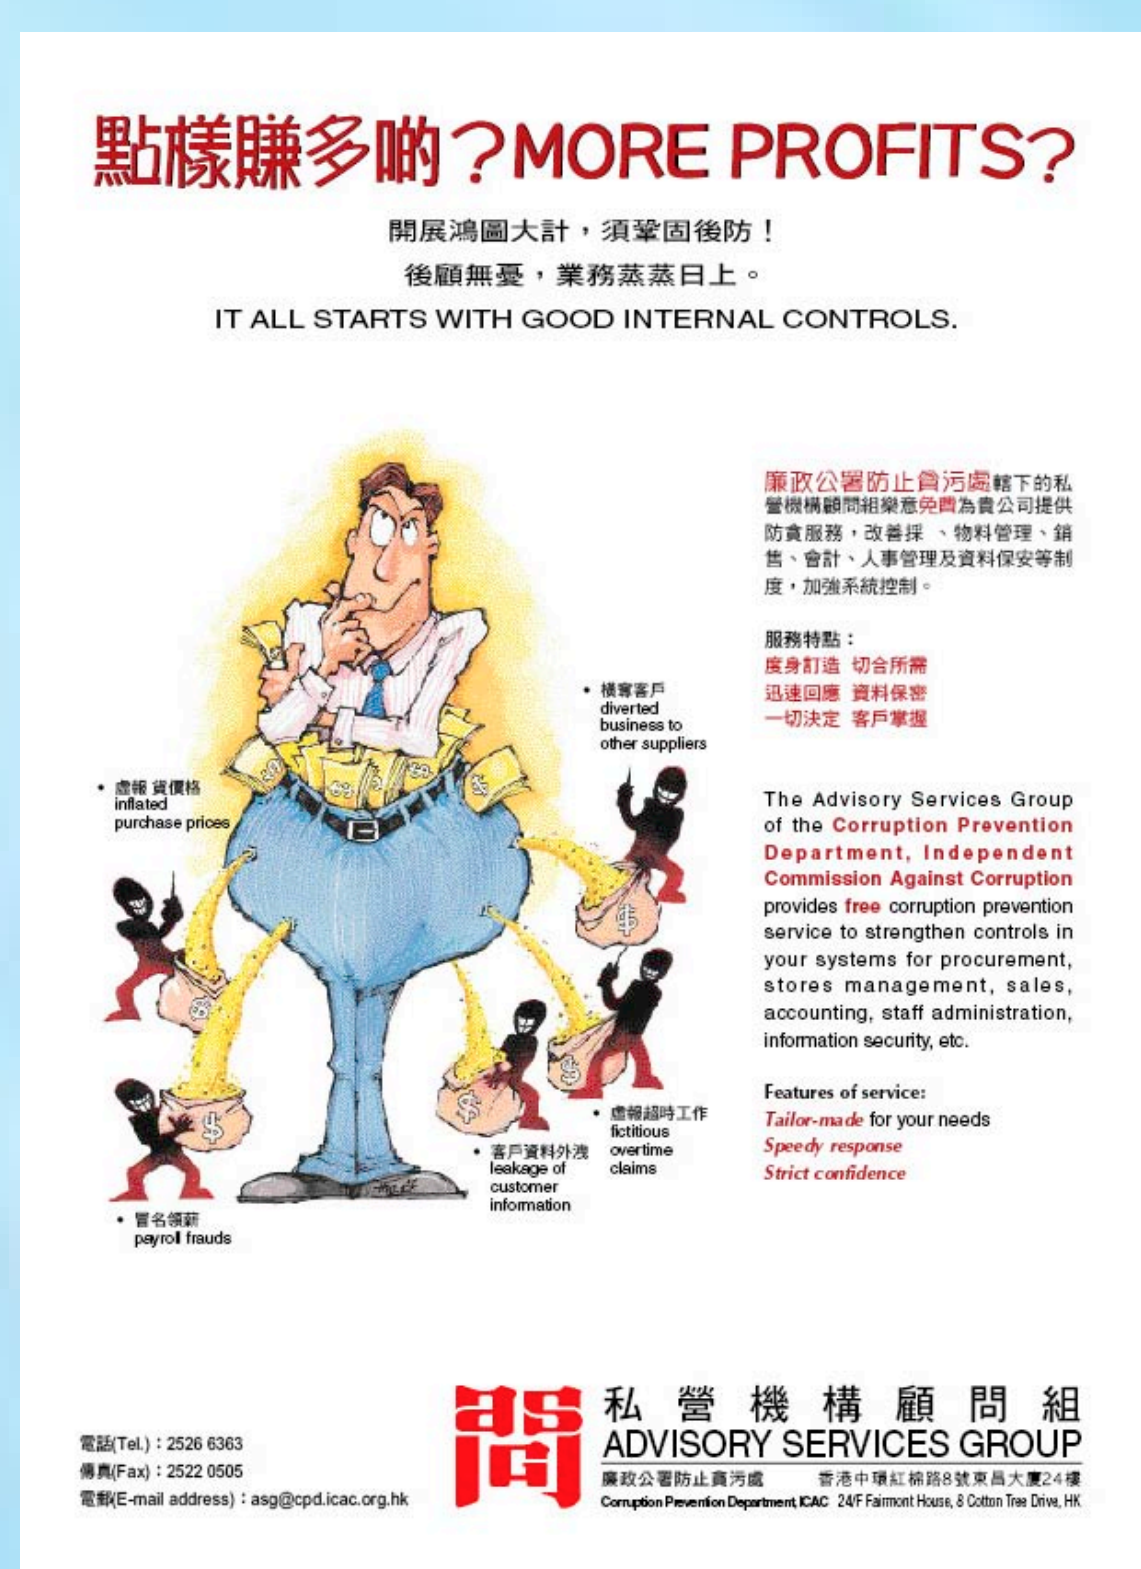 點樣賺多啲？MORE PROFITS?
開展鴻圖大計，須鞏固後防！
後顧無憂，業務蒸蒸日上。
IT ALL STARTS WITH GOOD INTERNAL CONTROLS.
廉政公署防止貪污處轄下的私
營機構顧問組樂意免費為貴公司提供
防貪服務，改善採 、物料管理、銷
售、會計、人事管理及資料保安等制
度，加強系統控制。
服務特點：
度身訂造 切合所需
迅速回應 資料保密
一切決定 客戶掌握
• 橫奪客戶
diverted
business to
other suppliers
• 虛報 貨價格
inflated
purchase prices
The Advisory Services Group
of the Corruption Prevention
Department, Independent
Commission Against Corruption
provides free corruption prevention
service to strengthen controls in
your systems for procurement,
stores management, sales,
accounting, staff administration,
information security, etc.
Features of service:
Tailor-made for your needs
Speedy response
Strict confidence
• 虛報超時工作
fictitious
overtime
claims
• 客戶資料外洩
leakage of
customer
information
• 冒名領薪
payroll frauds
電話(Tel.)：2526 6363
傳真(Fax)：2522 0505
電郵(E-mail address)：asg@cpd.icac.org.hk
asG
私營機構顧問組
ADVISORY SERVICES GROUP
廉政公署防止貪污處 香港中環紅棉路8號東昌大廈24樓
Corruption Prevention Department, ICAC 24/F Fairmont House, 8 Cotton Tree Drive, HK